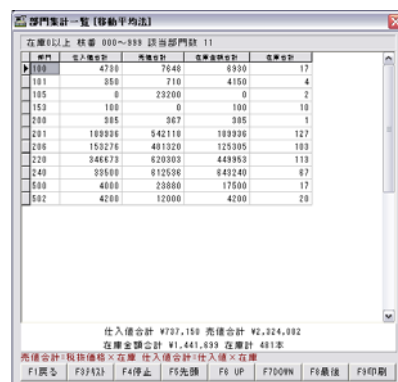 部門集計一覧 [移動平均法]
在庫0以上 枝番 000～999 該当部門数 11
部門 仕入値合計 売価合計 在庫金額合計 在庫合計
100 4700 7648 6930 17
101 350 710 4150 4
105 0 23200 0 2
153 100 0 100 10
200 385 367 385 1
201 189936 542118 189936 127
206 153276 481320 125305 103
220 346673 620303 449953 113
240 33500 612536 643240 67
500 4000 23880 17500 17
502 4200 12000 4200 20
仕入値合計 ¥737,150 売価合計 ¥2,324,082
在庫金額合計 ¥1,441,699 在庫計 481本
売価合計=税抜価格×在庫 仕入値合計=仕入値×在庫
F1戻る F3テキスト F4停止 F5先頭 F6 UP F7DOWN F8最後 F9印刷